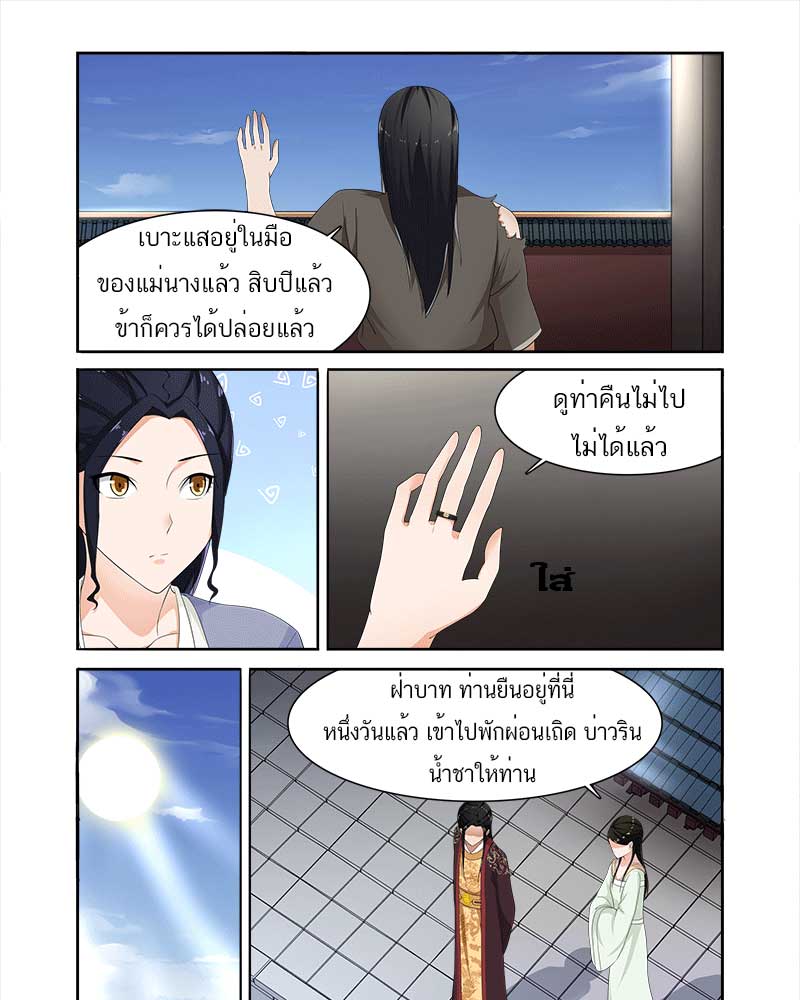 เบาะแสอยู่ในมือ
ของแม่นางแล้ว สิบปีแล้ว
ข้าก็ควรได้ปล่อยแล้ว
ดูท่าคืนไม่ไป
ไม่ได้แล้ว
ใส่
ฝ่าบาท ท่านยืนอยู่ที่นี่
หนึ่งวันแล้ว เข้าไปพักผ่อนเถิด บ่าวริน
น้ำชาให้ท่าน